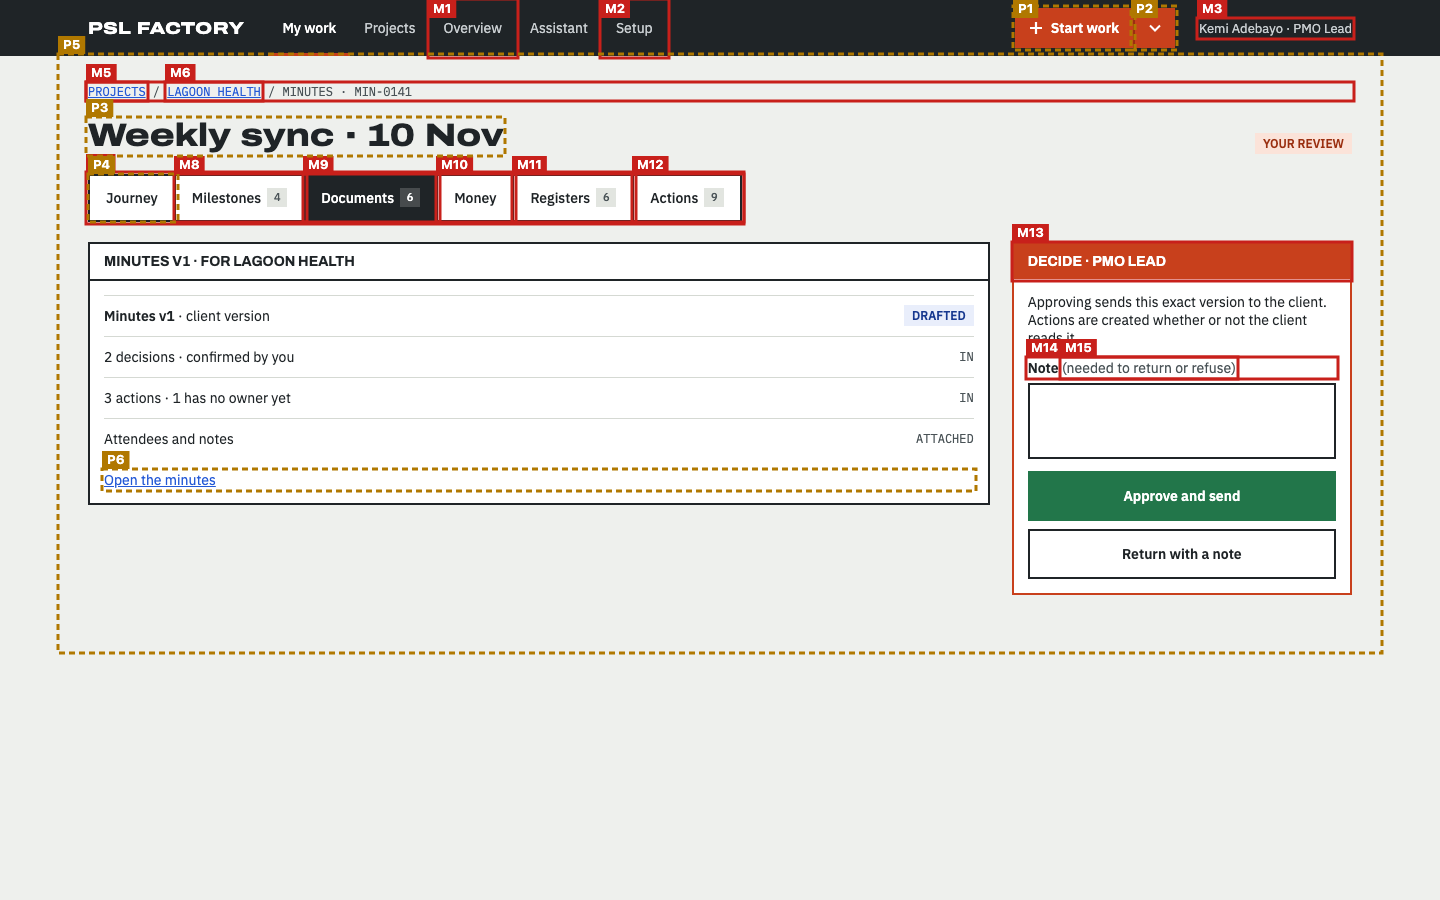 M1 M2 P1 P2 M3
PSL FACTORY My work Projects Overview Assistant Setup + Start work Kemi Adebayo · PMO Lead
P5
M5 M6
PROJECTS / LAGOON HEALTH / MINUTES · MIN-0141
P3
Weekly sync · 10 Nov
YOUR REVIEW
P4 M8 M9 M10 M11 M12
Journey Milestones 4 Documents 6 Money Registers 6 Actions 9
M13
MINUTES V1 · FOR LAGOON HEALTH
DECIDE · PMO LEAD
Minutes v1 · client version DRAFTED
2 decisions · confirmed by you IN
3 actions · 1 has no owner yet IN
Attendees and notes ATTACHED
P6
Open the minutes
Approving sends this exact version to the client.
Actions are created whether or not the client
reads it
M14 M15
Note (needed to return or refuse)
Approve and send
Return with a note